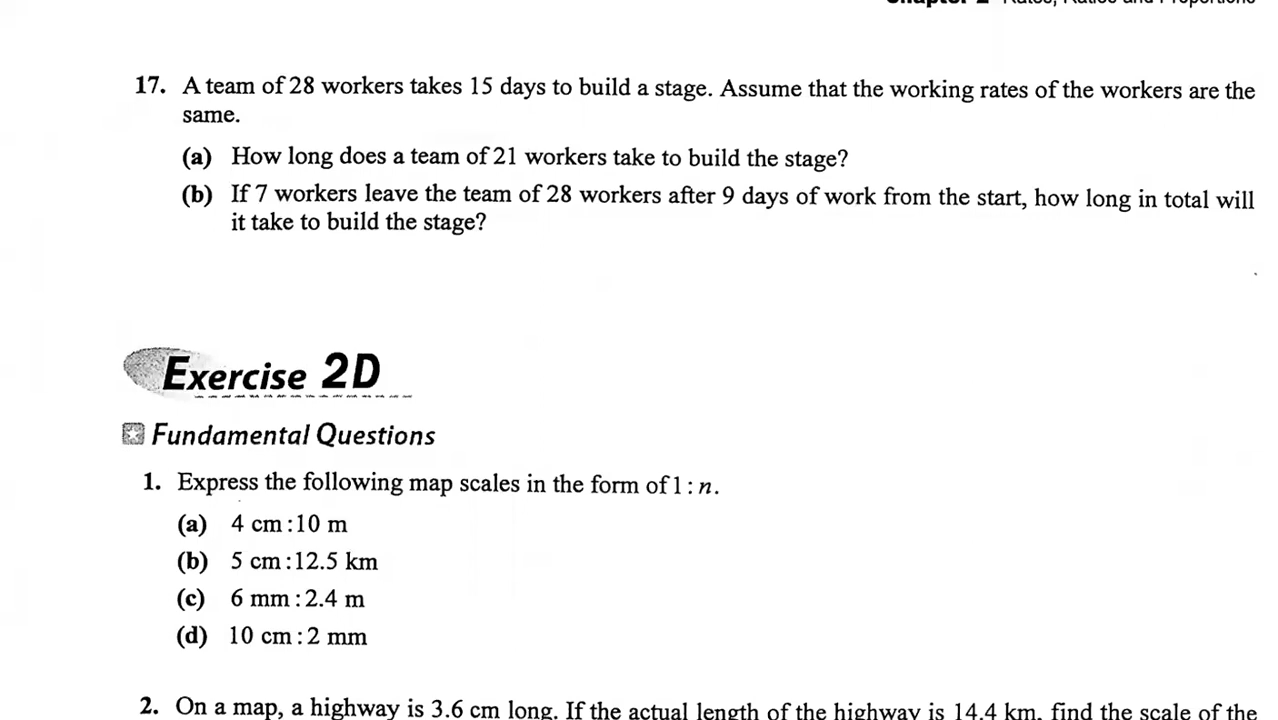 Chapter 2 Rates, Ratios and Proportions
17. A team of 28 workers takes 15 days to build a stage. Assume that the working rates of the workers are the
same.
(a) How long does a team of 21 workers take to build the stage?
(b) If 7 workers leave the team of 28 workers after 9 days of work from the start, how long in total will
it take to build the stage?
Exercise 2D
Fundamental Questions
1. Express the following map scales in the form of 1 : n.
(a) 4 cm : 10 m
(b) 5 cm : 12.5 km
(c) 6 mm : 2.4 m
(d) 10 cm : 2 mm
2. On a map, a highway is 3.6 cm long. If the actual length of the highway is 14.4 km, find the scale of the